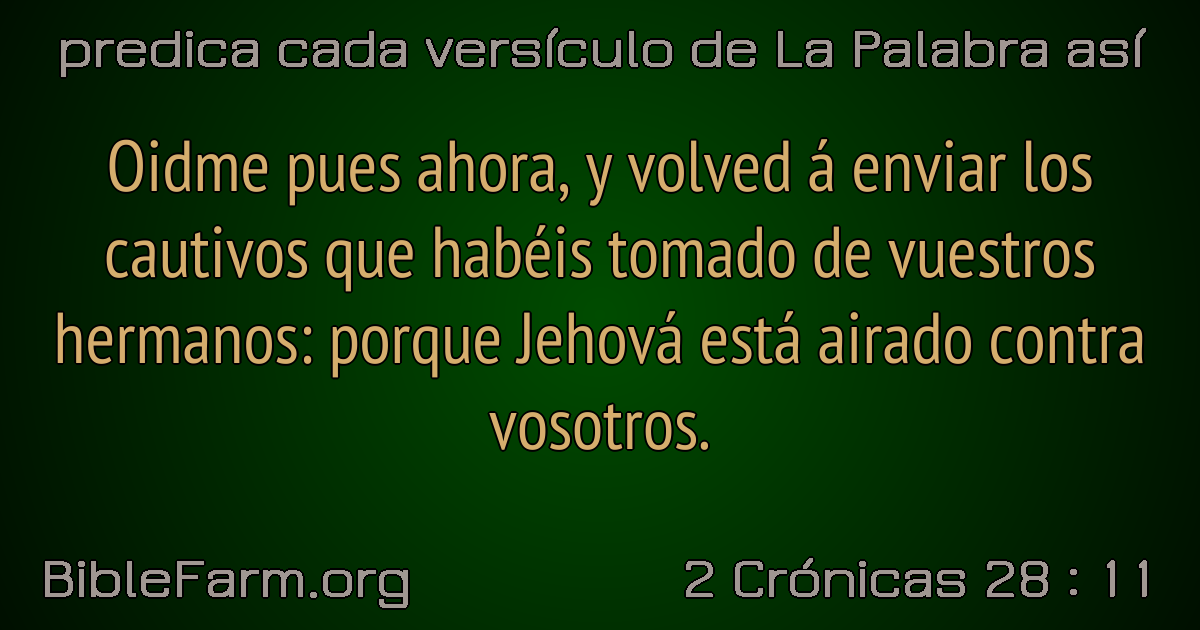 predica cada versículo de La Palabra así
Oidme pues ahora, y volved á enviar los
cautivos que habéis tomado de vuestros
hermanos: porque Jehová está airado contra
vosotros.
BibleFarm.org
2 Crónicas 28 : 11